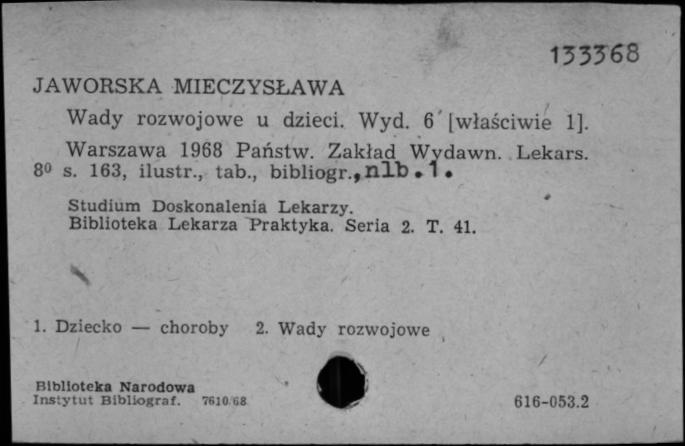 133368
JAWORSKA MIECZYSŁAWA
Wady rozwojowe u dzieci. Wyd. 6 [właściwie 1].
Warszawa 1968 Państw. Zakład Wydawn. Lekars.
8⁰ s. 163, ilustr., tab., bibliogr., nlb. 1.
Studium Doskonalenia Lekarzy.
Biblioteka Lekarza Praktyka. Seria 2. T. 41.
1. Dziecko — choroby 2. Wady rozwojowe
Biblioteka Narodowa
Instytut Bibliograf. 7610/68
616-053.2